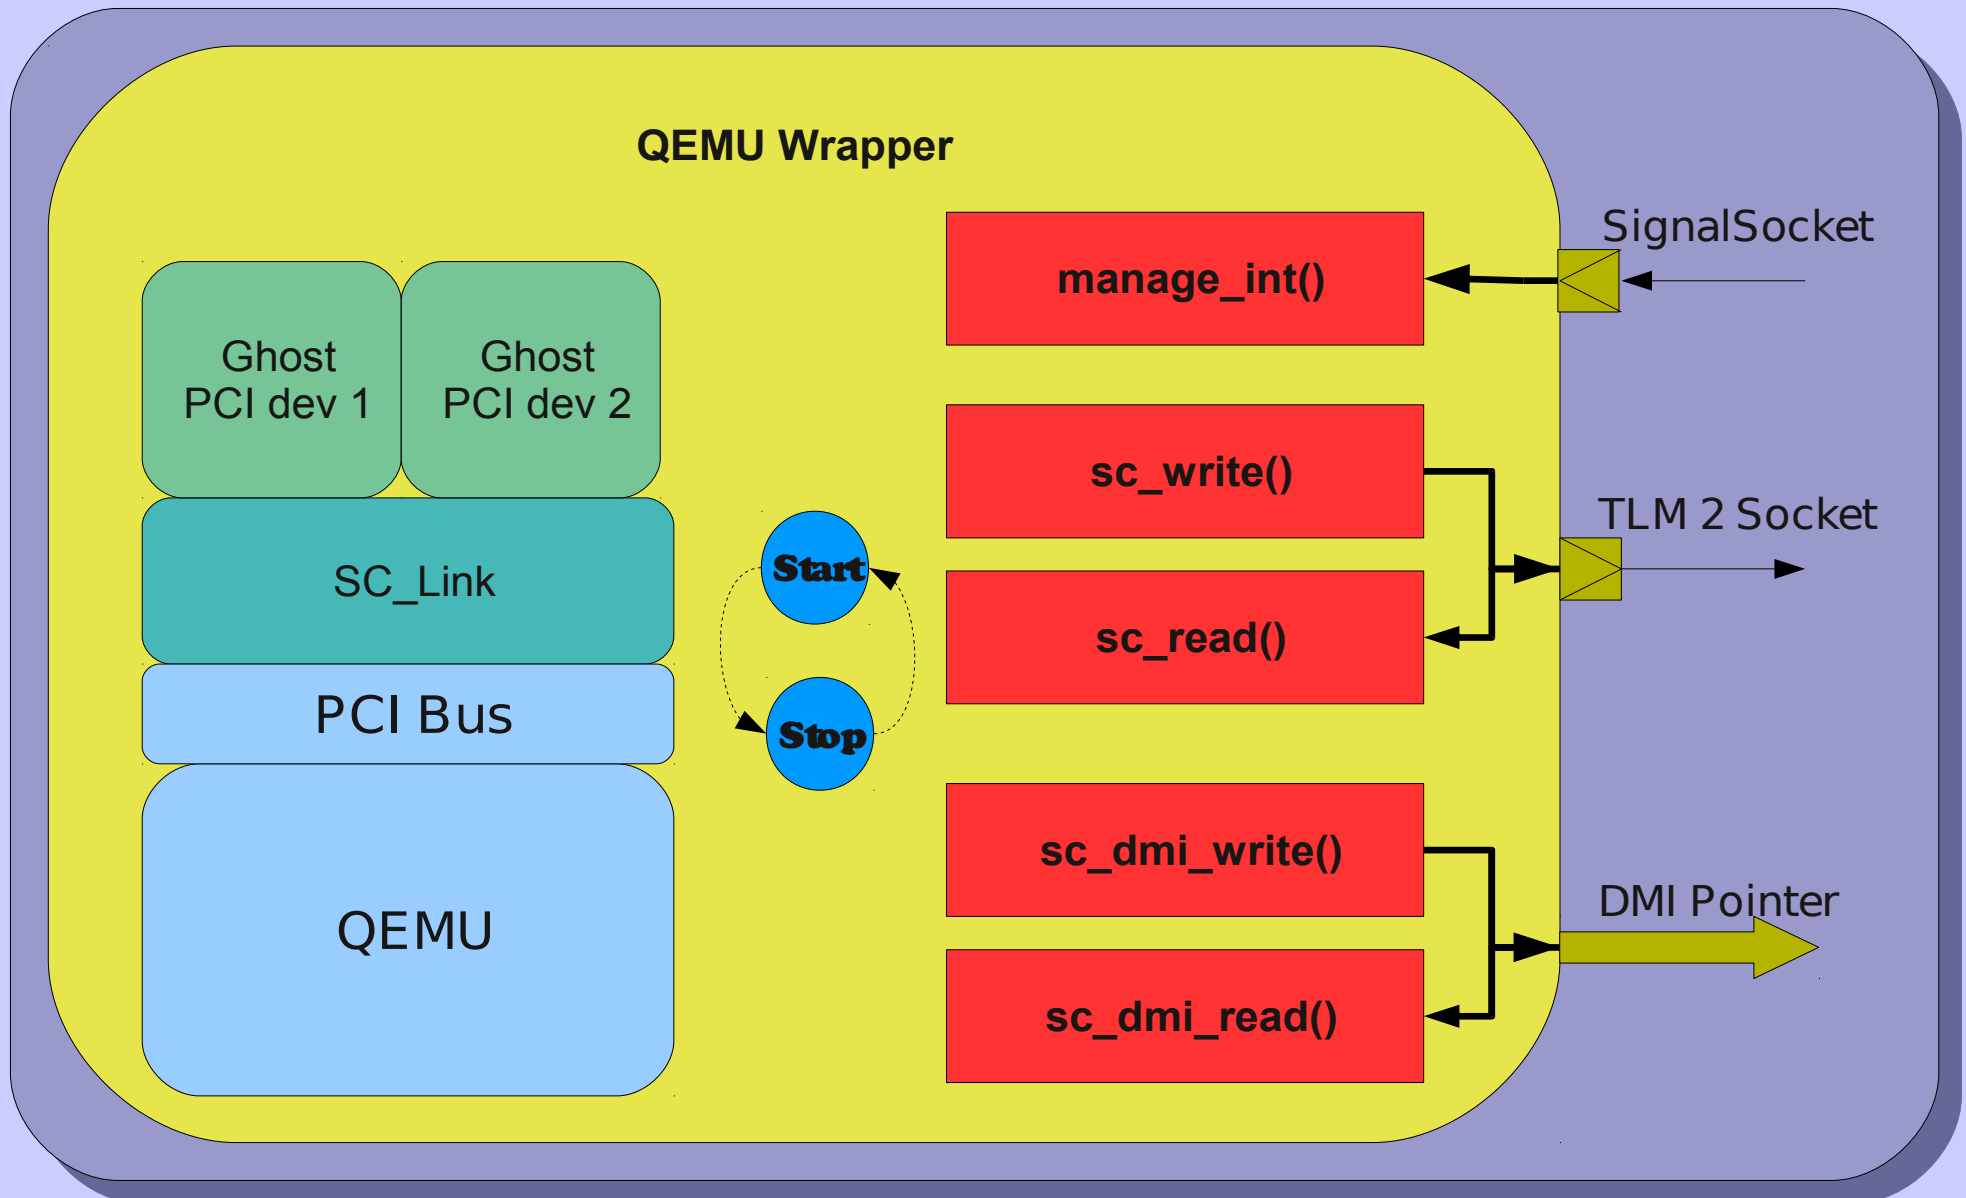 QEMU Wrapper
SignalSocket
manage_int()
Ghost
PCI dev 1
Ghost
PCI dev 2
sc_write()
TLM 2 Socket
Start
SC_Link
sc_read()
PCI Bus
Stop
sc_dmi_write()
DMI Pointer
QEMU
sc_dmi_read()